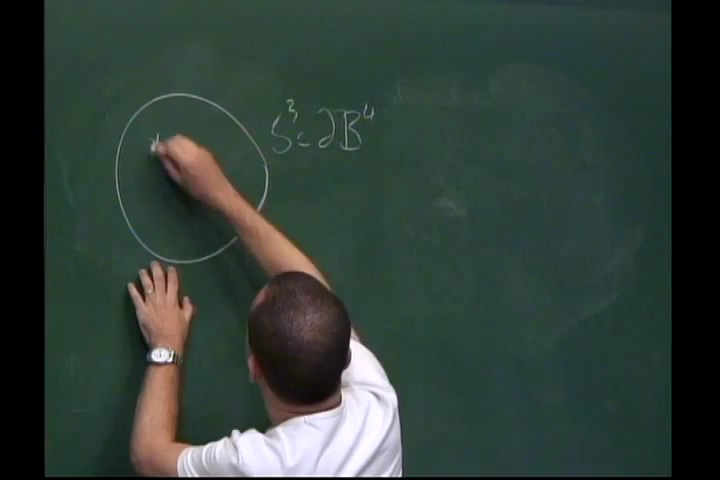 S³ = ∂B⁴